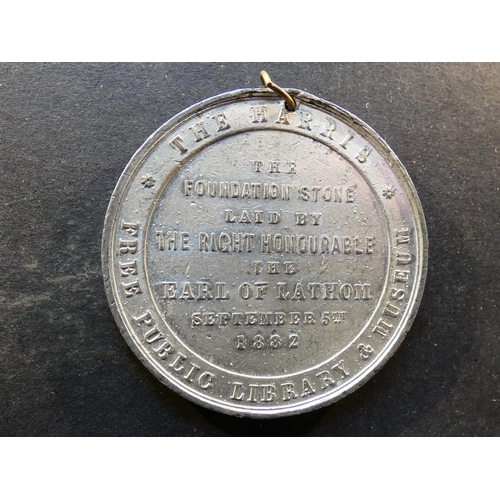 THE HARRIS
* FREE PUBLIC LIBRARY & MUSEUM *
THE
FOUNDATION STONE
LAID BY
THE RIGHT HONOURABLE
THE
EARL OF LATHOM
SEPTEMBER 5TH
1882